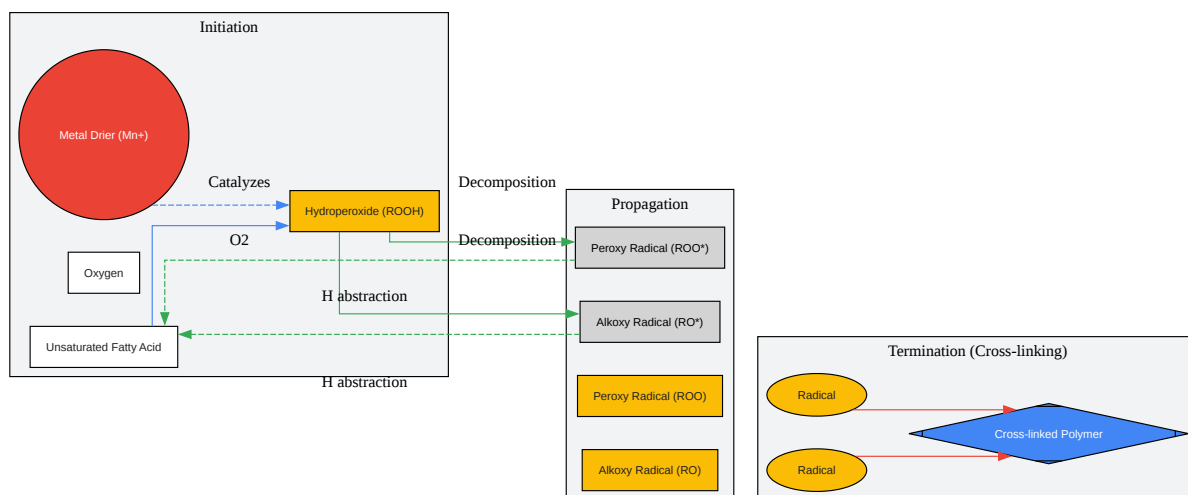 Initiation
Metal Drier (Mn+)
Catalyzes
Decomposition
Hydroperoxide (ROOH)
Propagation
O2
Decomposition
Peroxy Radical (ROO*)
Oxygen
H abstraction
Alkoxy Radical (RO*)
Unsaturated Fatty Acid
Termination (Cross-linking)
H abstraction
Peroxy Radical (ROO)
Radical
Cross-linked Polymer
Alkoxy Radical (RO)
Radical